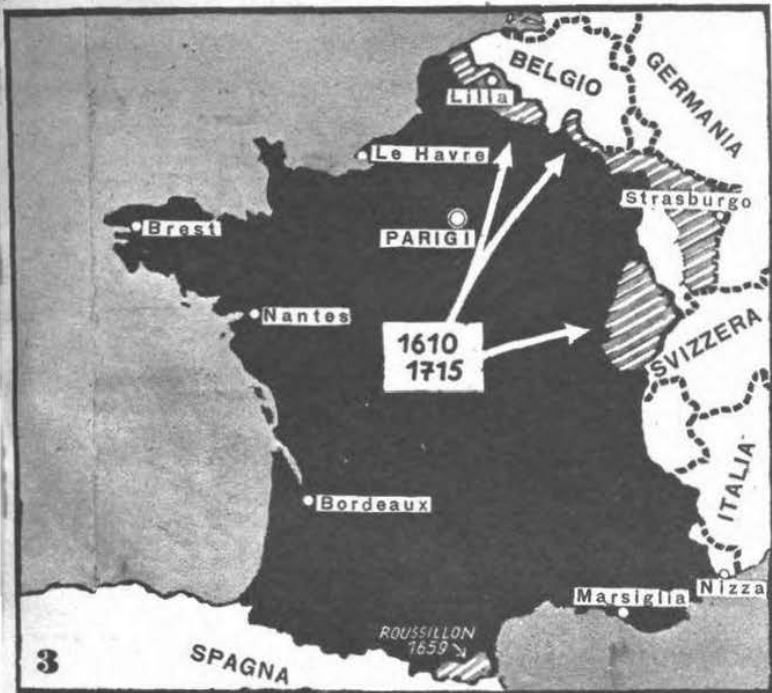 BELGIO
GERMANIA
Lilla
Le Havre
Strasburgo
Brest
PARIGI
Nantes
1610
1715
SVIZZERA
ITALIA
Bordeaux
Marsiglia
Nizza
ROUSSILLON
1659
SPAGNA
3